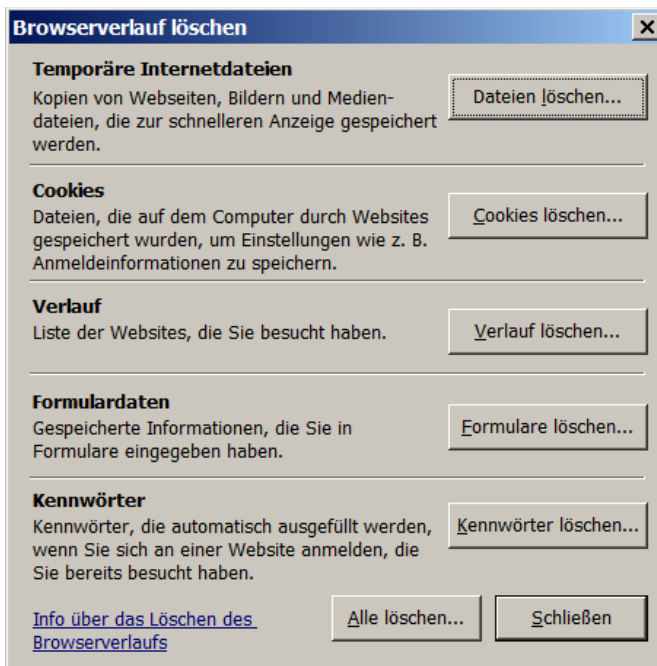 Browserverlauf löschen
Temporäre Internetdateien
Kopien von Webseiten, Bildern und Medien-
dateien, die zur schnelleren Anzeige gespeichert
werden.
Dateien löschen...
Cookies
Dateien, die auf dem Computer durch Websites
gespeichert wurden, um Einstellungen wie z. B.
Anmeldeinformationen zu speichern.
Cookies löschen...
Verlauf
Liste der Websites, die Sie besucht haben.
Verlauf löschen...
Formulardaten
Gespeicherte Informationen, die Sie in
Formulare eingegeben haben.
Formulare löschen...
Kennwörter
Kennwörter, die automatisch ausgefüllt werden,
wenn Sie sich an einer Website anmelden, die
Sie bereits besucht haben.
Kennwörter löschen...
Info über das Löschen des
Browserverlaufs
Alle löschen...
Schließen